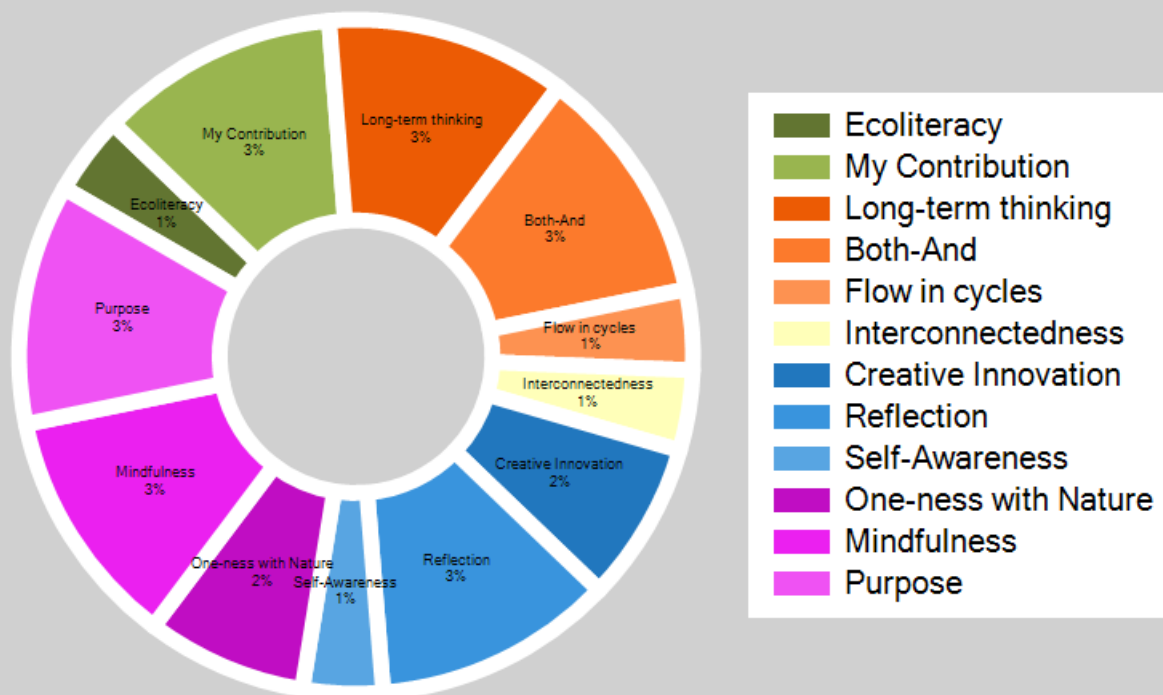 My Contribution
3%
Long-term thinking
3%
Both-And
3%
Flow in cycles
1%
Interconnectedness
1%
Creative Innovation
2%
Reflection
3%
Self-Awareness
1%
One-ness with Nature
2%
Mindfulness
3%
Purpose
3%
Ecoliteracy
1%
Ecoliteracy
My Contribution
Long-term thinking
Both-And
Flow in cycles
Interconnectedness
Creative Innovation
Reflection
Self-Awareness
One-ness with Nature
Mindfulness
Purpose